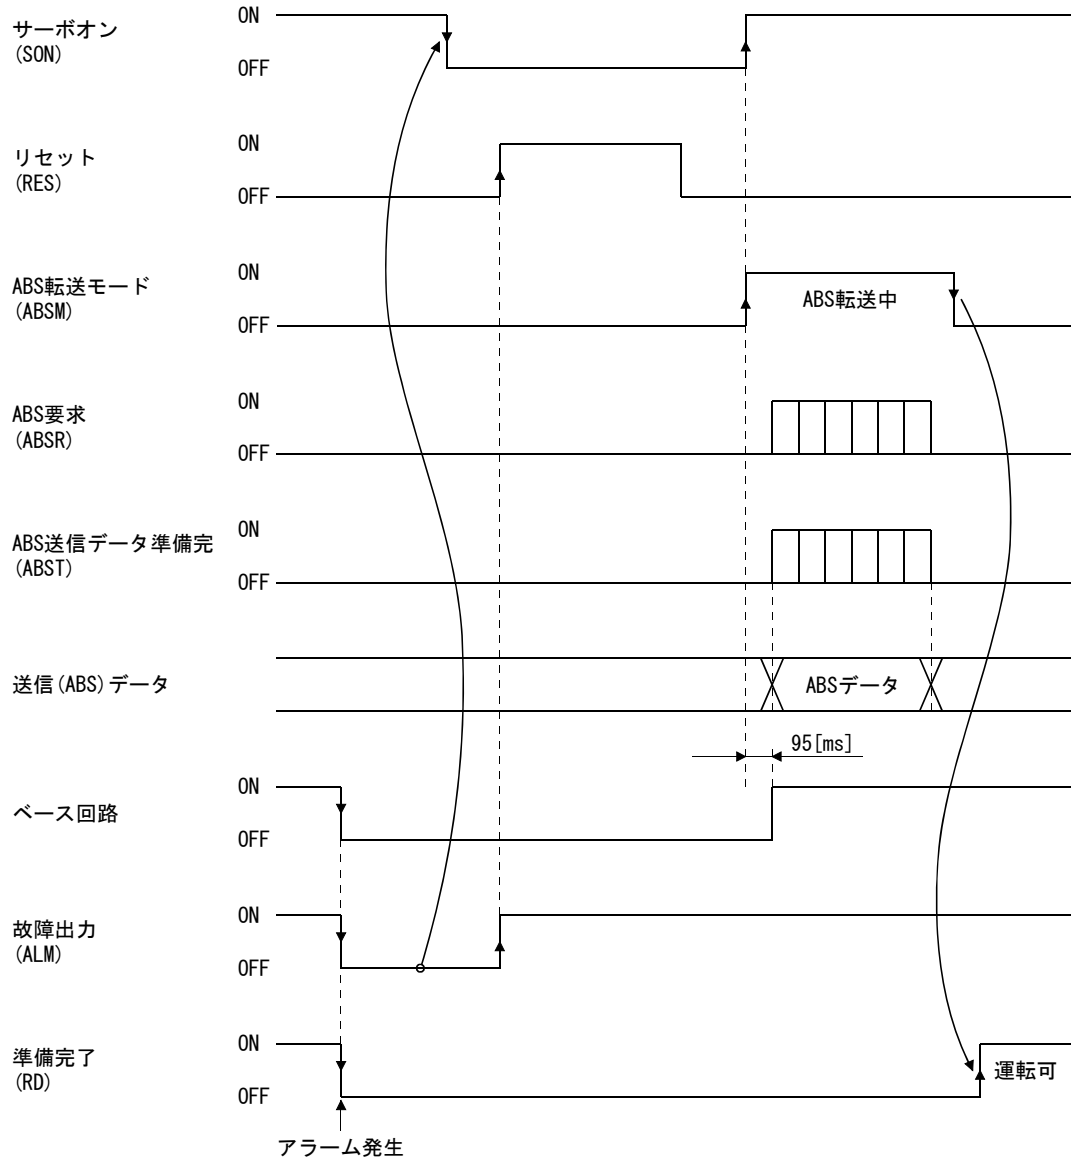 サーボオン
(SON)
ON
OFF
リセット
(RES)
ON
OFF
ABS転送モード
(ABSM)
ON
OFF
ABS転送中
ABS要求
(ABSR)
ON
OFF
ABS送信データ準備完
(ABST)
ON
OFF
送信(ABS)データ
ABSデータ
95[ms]
ベース回路
ON
OFF
故障出力
(ALM)
ON
OFF
準備完了
(RD)
ON
OFF
運転可
アラーム発生